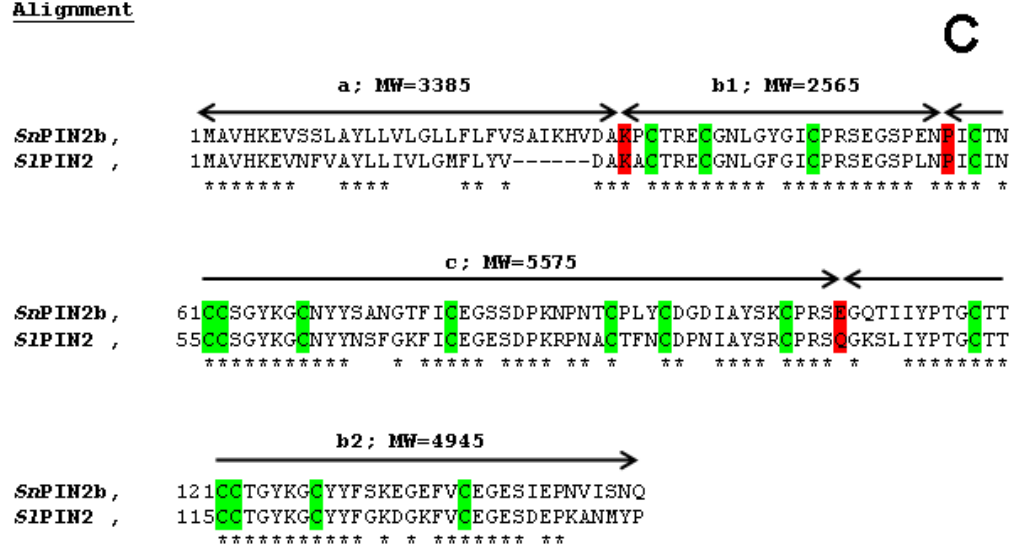 Alignment
C
a; MW=3385 b1; MW=2565
SnPIN2b, 1MAVHKEVSSLAYLLVLGLLFLFVSAIKHVDAKPCTRECGNLGYGICPRSEGSPENPICTN
SlPIN2 , 1MAVHKEVNFVAYLLIVLGMFLYV------DAKACTRECGNLGFGICPRSEGSPLNPICIN
******* **** ** * *** ********* ********** **** *
c; MW=5575
SnPIN2b, 61CCSGYKGCNYYSANGTFICEGSSDPKNPNTCPLYCDGDIAYSKCPRSEGQTIIYPTGCTT
SlPIN2 , 55CCSGYKGCNYYNSFGKFICEGESDPKRPNACTFNCDPNIAYSRCPRSQGKSLIYPTGCTT
*********** * ***** **** ** * ** **** **** * ********
b2; MW=4945
SnPIN2b, 121CCTGYKGCYYFSKEGEFVCEGESIEPNVISNQ
SlPIN2 , 115CCTGYKGCYYFGKDGKFVCEGESDEPKANMYP
*********** * * ******* **